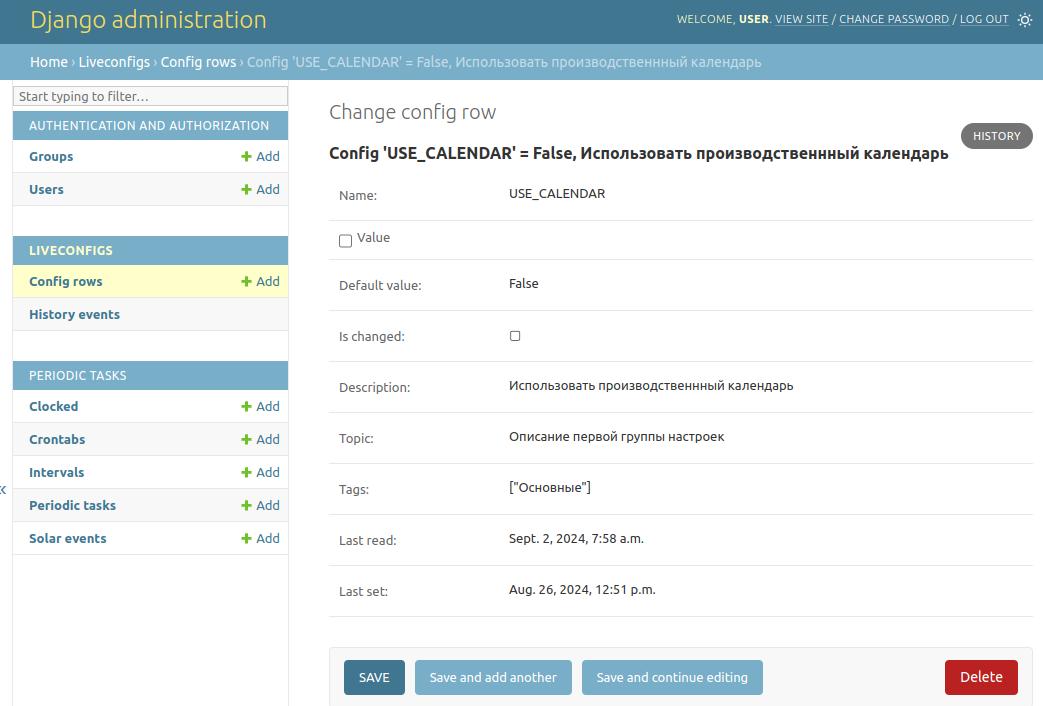 Django administration
WELCOME, USER. VIEW SITE / CHANGE PASSWORD / LOG OUT
Home › Liveconfigs › Config rows › Config 'USE_CALENDAR' = False, Использовать производственнный календарь
Start typing to filter…
AUTHENTICATION AND AUTHORIZATION
Groups + Add
Users + Add
LIVECONFIGS
Config rows + Add
History events
PERIODIC TASKS
Clocked + Add
Crontabs + Add
Intervals + Add
Periodic tasks + Add
Solar events + Add
«
Change config row
HISTORY
Config 'USE_CALENDAR' = False, Использовать производственнный календарь
Name: USE_CALENDAR
Value
Default value: False
Is changed:
Description: Использовать производственнный календарь
Topic: Описание первой группы настроек
Tags: ["Основные"]
Last read: Sept. 2, 2024, 7:58 a.m.
Last set: Aug. 26, 2024, 12:51 p.m.
SAVE Save and add another Save and continue editing Delete